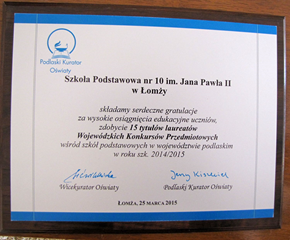 Podlaski Kurator
Oświaty
Szkoła Podstawowa nr 10 im. Jana Pawła II
w Łomży
składamy serdeczne gratulacje
za wysokie osiągnięcia edukacyjne uczniów,
zdobycie 15 tytułów laureatów
Wojewódzkich Konkursów Przedmiotowych
wśród szkół podstawowych w województwie podlaskim
w roku szk. 2014/2015
Wicekurator Oświaty
Podlaski Kurator Oświaty
Łomża, 25 marca 2015